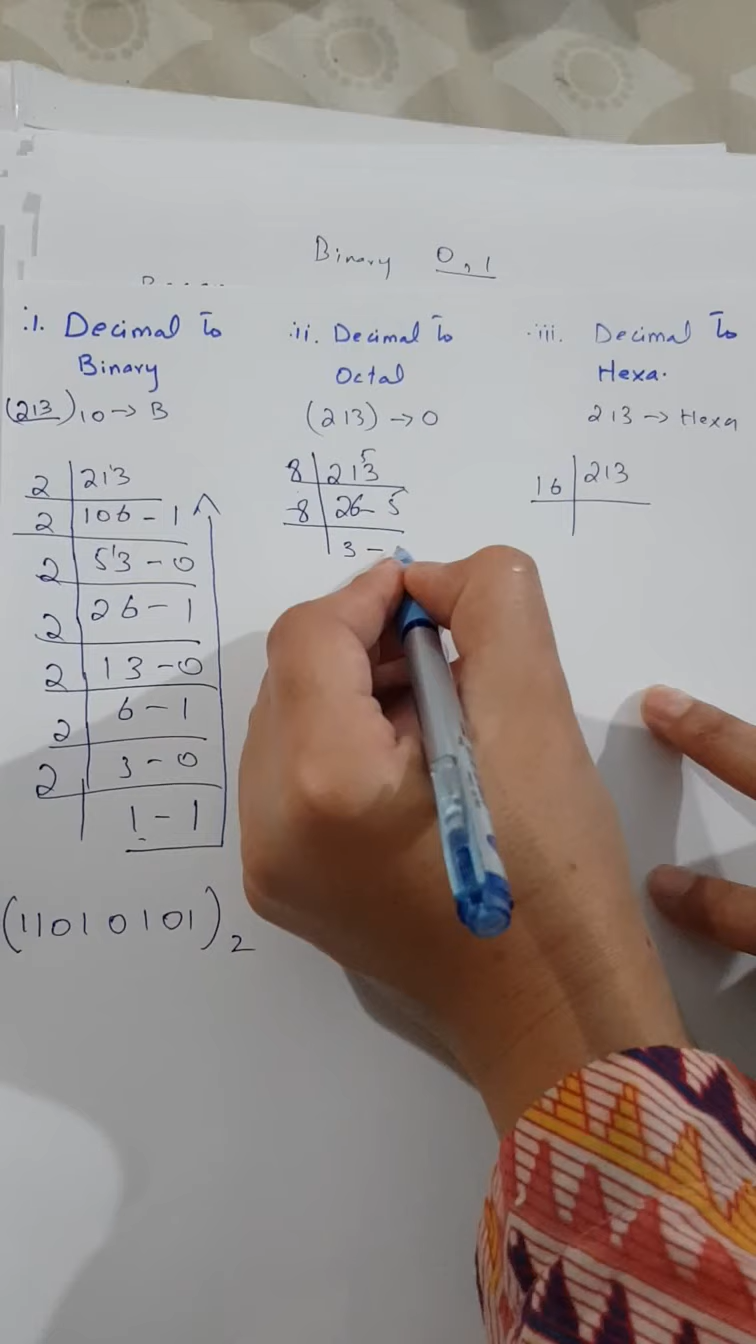 Binary 0, 1
:i. Decimal To
Binary
(213)10 → B
2 | 213
2 | 106 - 1
2 | 53 - 0
2 | 26 - 1
2 | 13 - 0
2 | 6 - 1
2 | 3 - 0
1 - 1
(11010101)2
:ii. Decimal To
Octal
(213) → O
5
8 | 213
8 | 26 - 5
3 -
·iii. Decimal To
Hexa.
213 → Hexa
16 | 213